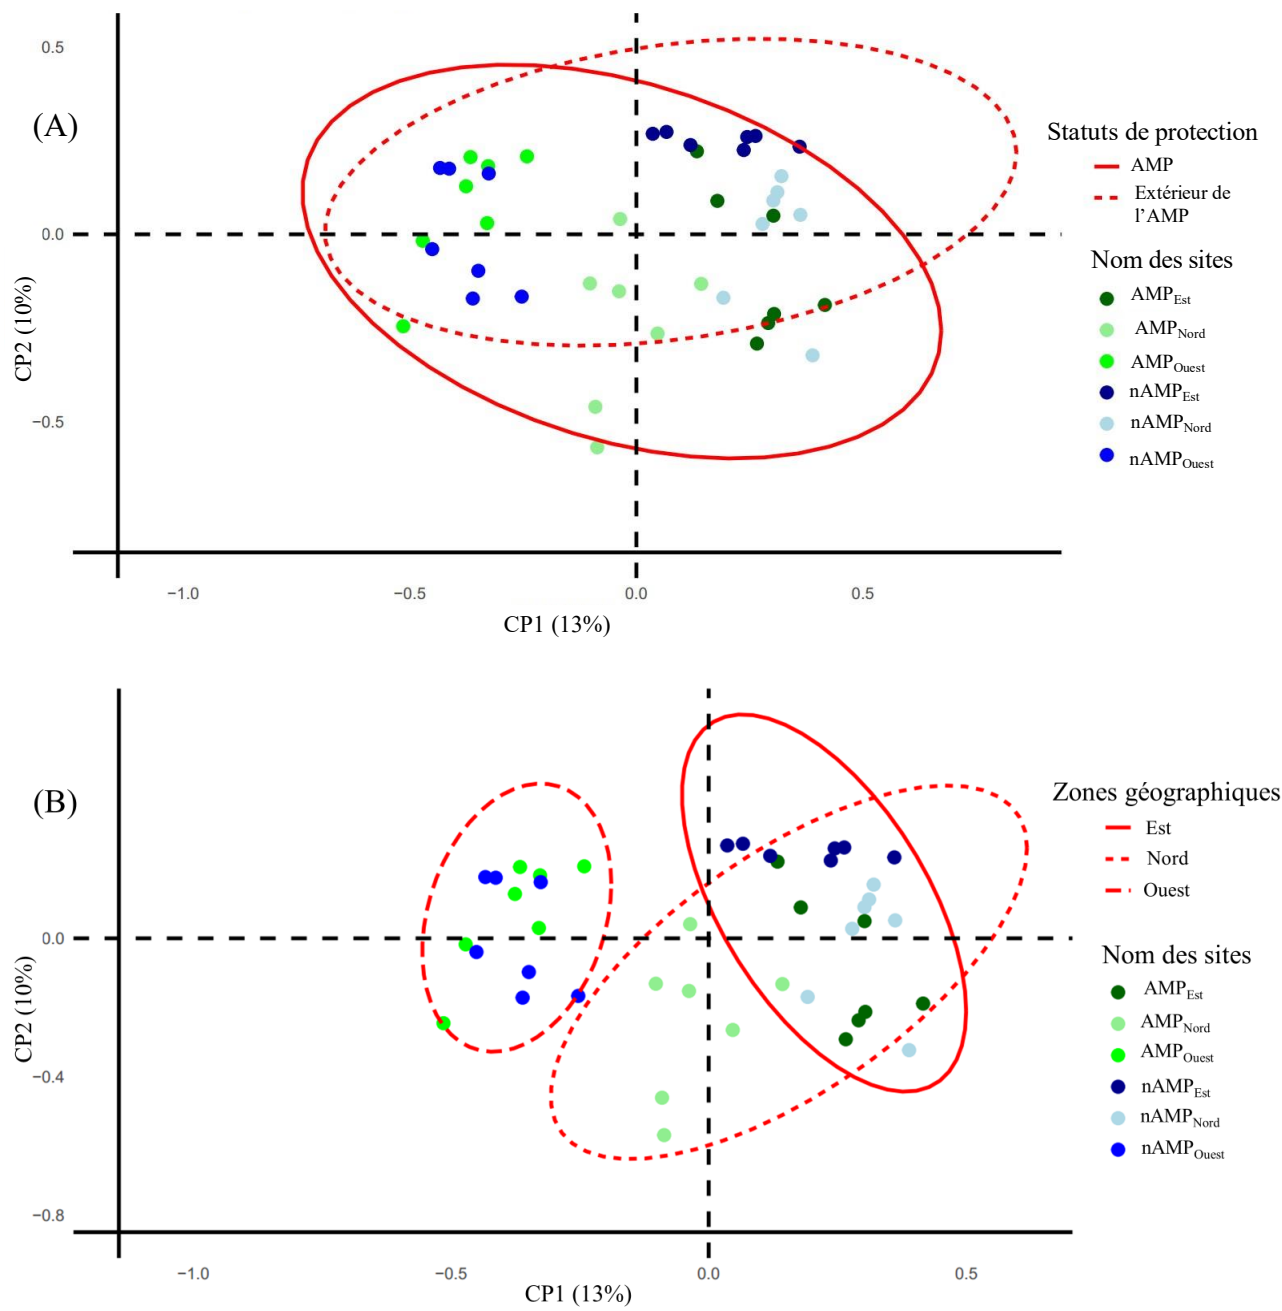 (A)
0.5
0.0
−0.5
CP2 (10%)
−1.0
−0.5
0.0
0.5
CP1 (13%)
Statuts de protection
AMP
Extérieur de
l’AMP
Nom des sites
AMPEst
AMPNord
AMPOuest
nAMPEst
nAMPNord
nAMPOuest
(B)
0.0
−0.4
−0.8
CP2 (10%)
−1.0
−0.5
0.0
0.5
CP1 (13%)
Zones géographiques
Est
Nord
Ouest
Nom des sites
AMPEst
AMPNord
AMPOuest
nAMPEst
nAMPNord
nAMPOuest